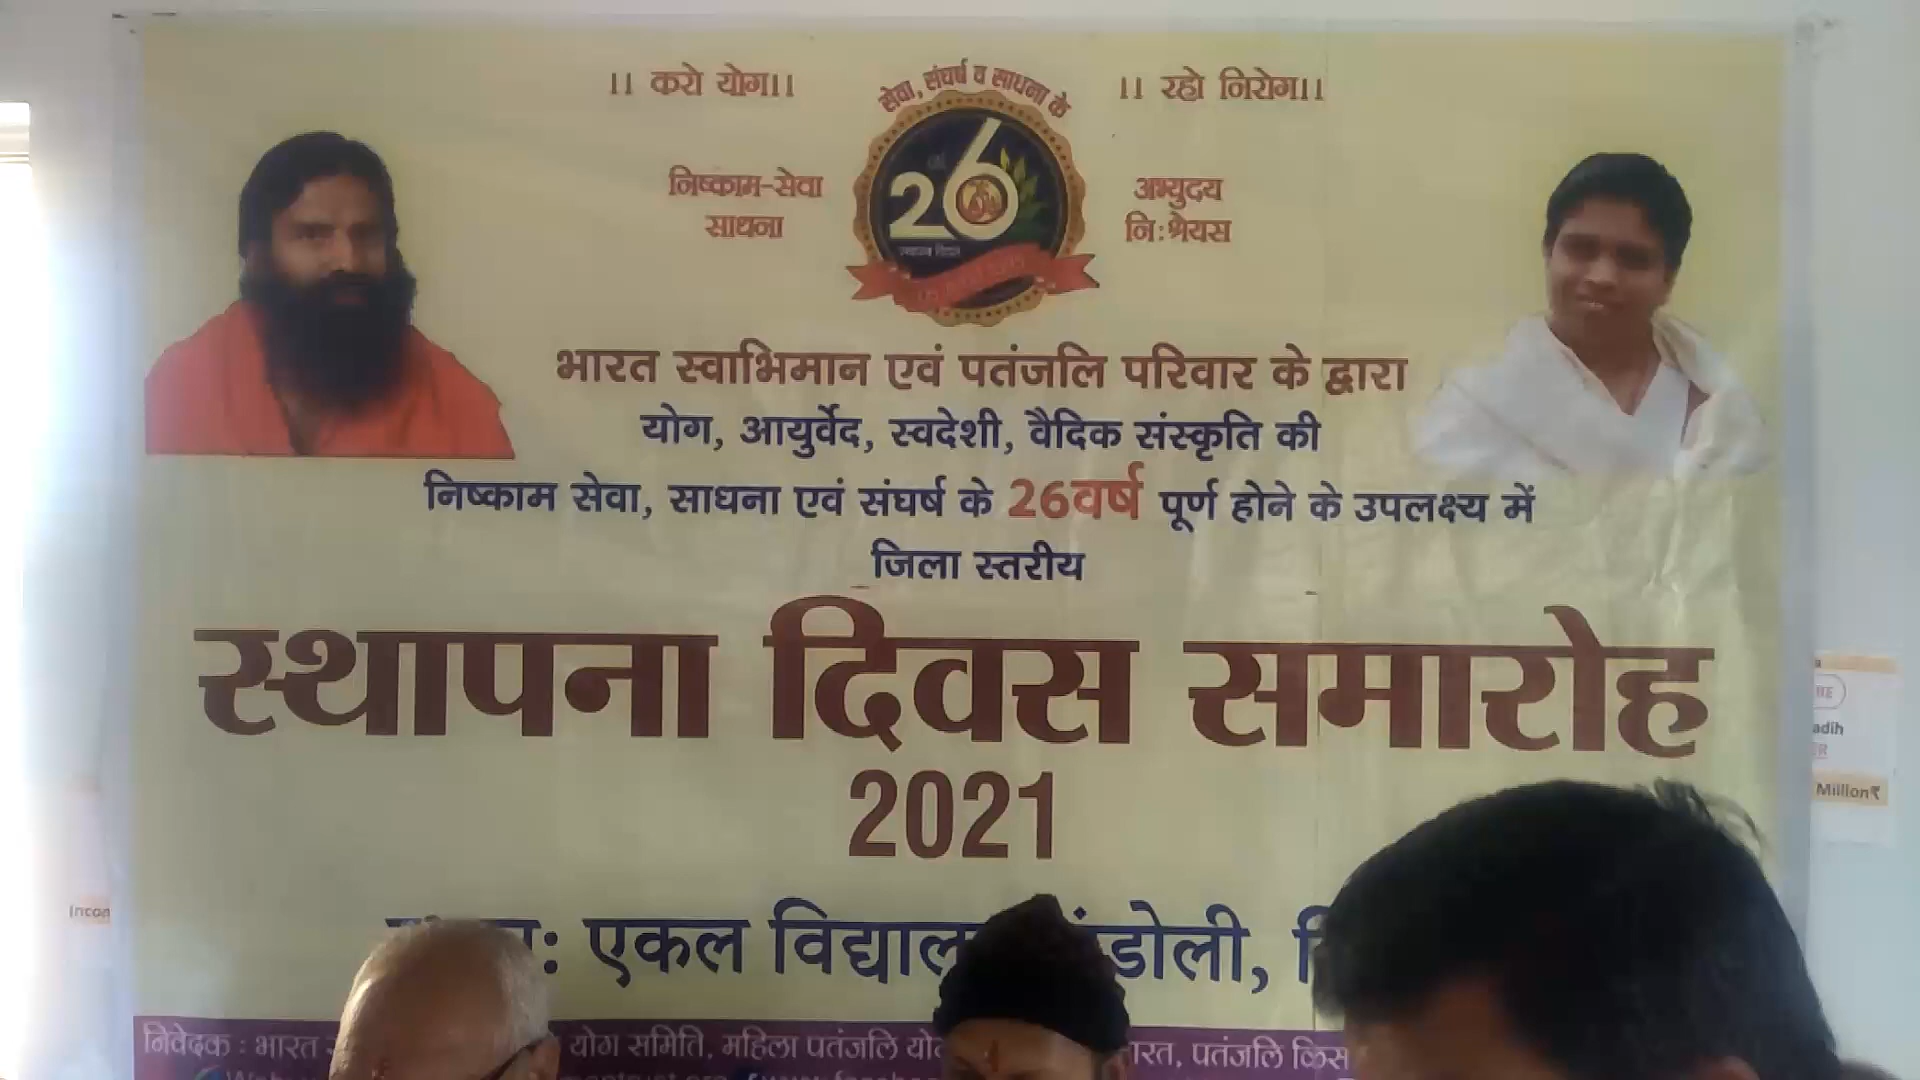 ।। करो योग।।
सेवा, संघर्ष व साधना के
।। रहो निरोग।।
निष्काम-सेवा
साधना
26
अभ्युदय
नि:श्रेयस
भारत स्वाभिमान एवं पतंजलि परिवार के द्वारा
योग, आयुर्वेद, स्वदेशी, वैदिक संस्कृति की
निष्काम सेवा, साधना एवं संघर्ष के 26वर्ष पूर्ण होने के उपलक्ष्य में
जिला स्तरीय
स्थापना दिवस समारोह
2021
: एकल
निवेदक : भारत
योग समिति, महिला पतंजलि
पतंजलि
Million₹